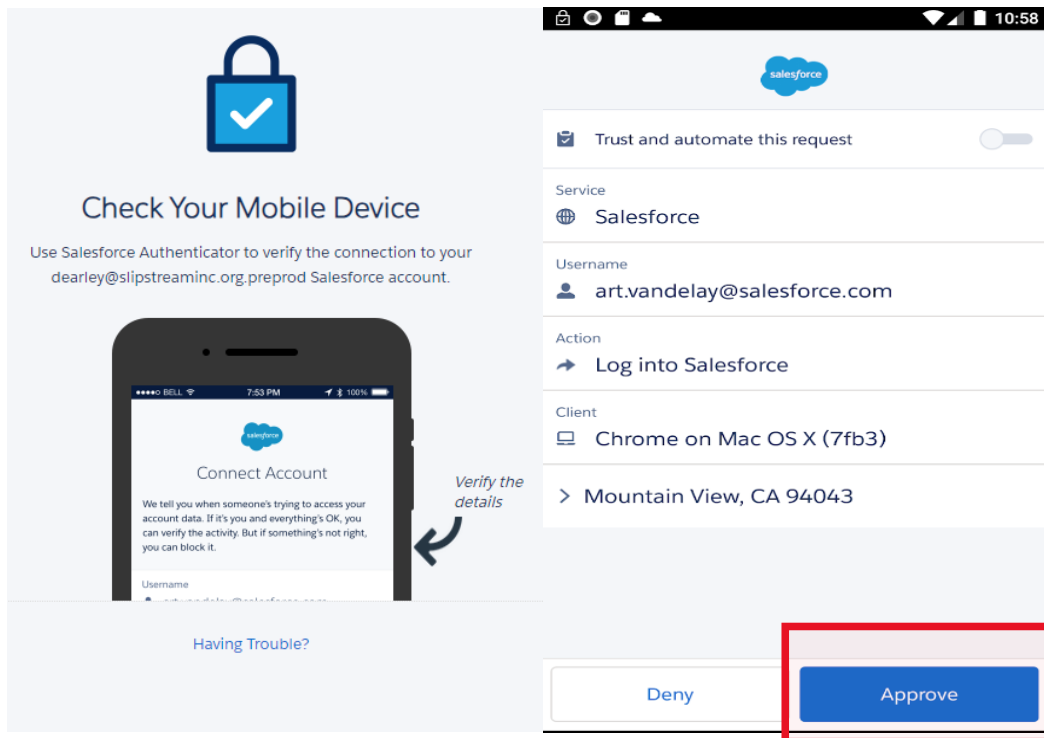 Check Your Mobile Device
Use Salesforce Authenticator to verify the connection to your
dearley@slipstreaminc.org.preprod Salesforce account.
BELL 7:53 PM 100%
salesforce
Connect Account
We tell you when someone's trying to access your
account data. If it's you and everything's OK, you
can verify the activity. But if something's not right,
you can block it.
Username
Verify the
details
Having Trouble?
10:58
salesforce
Trust and automate this request
Service
Salesforce
Username
art.vandelay@salesforce.com
Action
Log into Salesforce
Client
Chrome on Mac OS X (7fb3)
Mountain View, CA 94043
Deny
Approve